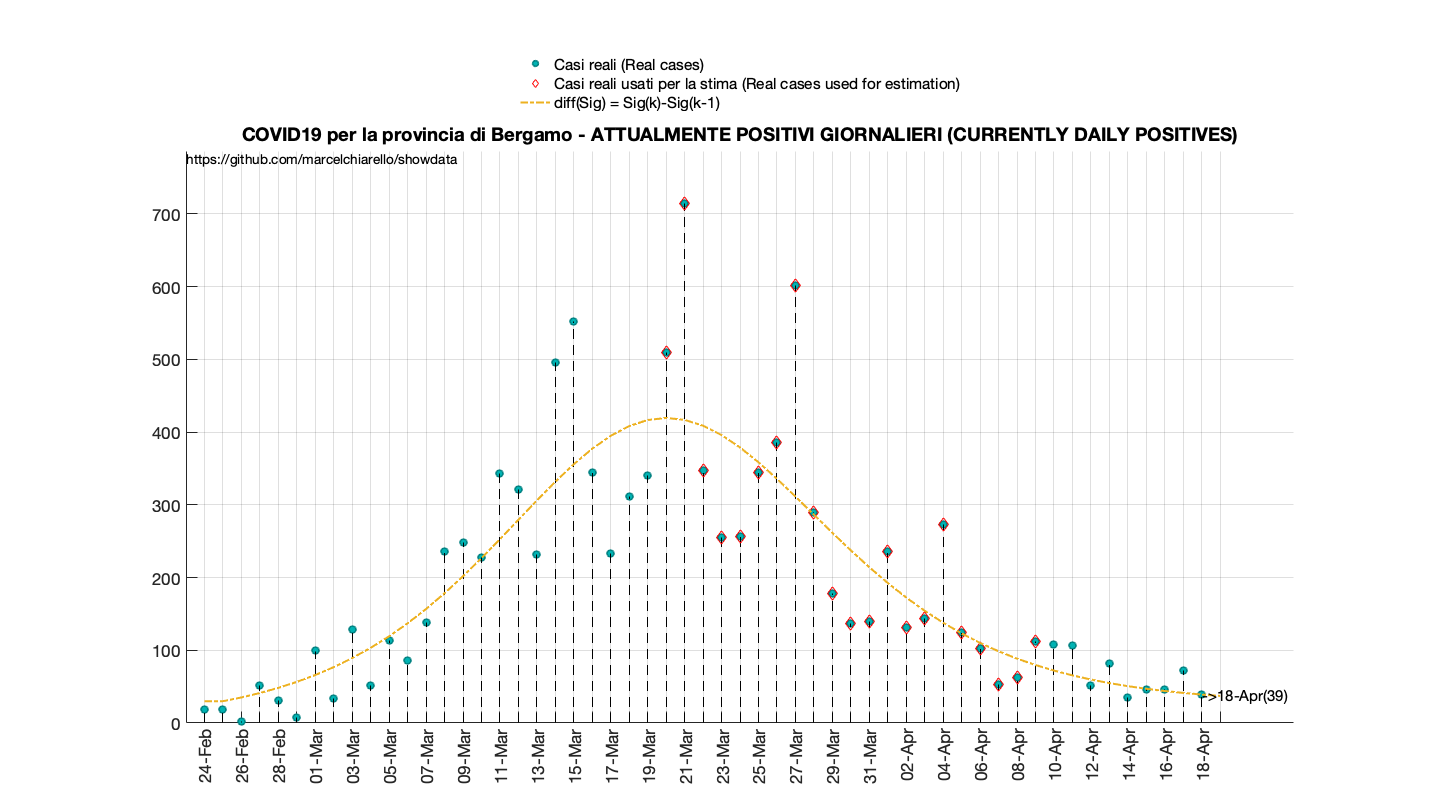 Casi reali (Real cases)
Casi reali usati per la stima (Real cases used for estimation)
diff(Sig) = Sig(k)-Sig(k-1)
COVID19 per la provincia di Bergamo - ATTUALMENTE POSITIVI GIORNALIERI (CURRENTLY DAILY POSITIVES)
https://github.com/marcelchiarello/showdata
700
600
500
400
300
200
100
0
->18-Apr(39)
24-Feb
26-Feb
28-Feb
01-Mar
03-Mar
05-Mar
07-Mar
09-Mar
11-Mar
13-Mar
15-Mar
17-Mar
19-Mar
21-Mar
23-Mar
25-Mar
27-Mar
29-Mar
31-Mar
02-Apr
04-Apr
06-Apr
08-Apr
10-Apr
12-Apr
14-Apr
16-Apr
18-Apr